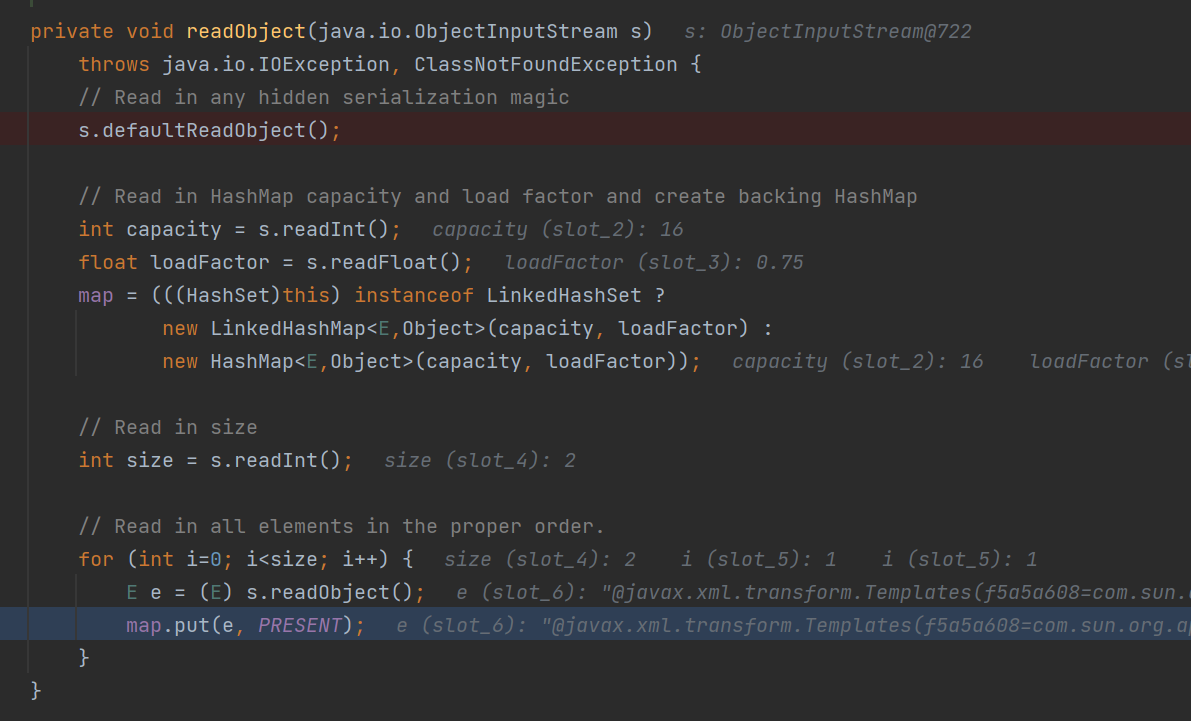 private void readObject(java.io.ObjectInputStream s)   s: ObjectInputStream@722
    throws java.io.IOException, ClassNotFoundException {
    // Read in any hidden serialization magic
    s.defaultReadObject();
    // Read in HashMap capacity and load factor and create backing HashMap
    int capacity = s.readInt();   capacity (slot_2): 16
    float loadFactor = s.readFloat();   loadFactor (slot_3): 0.75
    map = (((HashSet)this) instanceof LinkedHashSet ?
           new LinkedHashMap<E,Object>(capacity, loadFactor) :
           new HashMap<E,Object>(capacity, loadFactor));   capacity (slot_2): 16    loadFactor (sl
    // Read in size
    int size = s.readInt();   size (slot_4): 2
    // Read in all elements in the proper order.
    for (int i=0; i<size; i++) {   size (slot_4): 2    i (slot_5): 1    i (slot_5): 1
        E e = (E) s.readObject();   e (slot_6): "@javax.xml.transform.Templates(f5a5a608=com.sun.
        map.put(e, PRESENT);   e (slot_6): "@javax.xml.transform.Templates(f5a5a608=com.sun.org.ap
    }
}